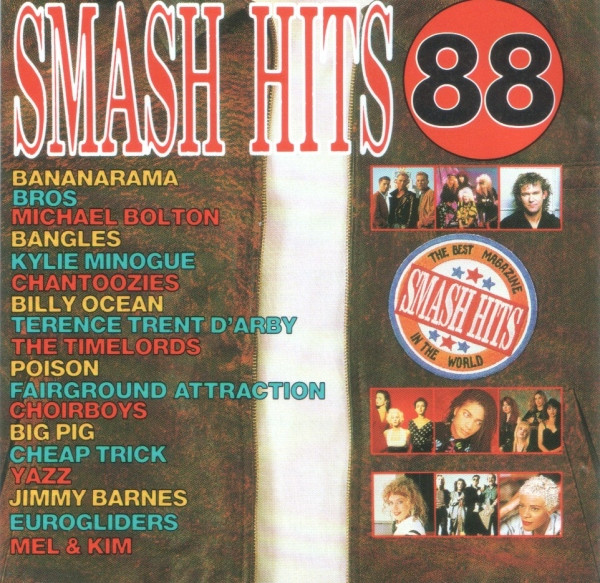 SMASH HITS 88
BANANARAMA
BROS
MICHAEL BOLTON
BANGLES
KYLIE MINOGUE
CHANTOOZIES
BILLY OCEAN
TERENCE TRENT D'ARBY
THE TIMELORDS
POISON
FAIRGROUND ATTRACTION
CHOIRBOYS
BIG PIG
CHEAP TRICK
YAZZ
JIMMY BARNES
EUROGLIDERS
MEL & KIM
THE BEST MAGAZINE
SMASH HITS
IN THE WORLD